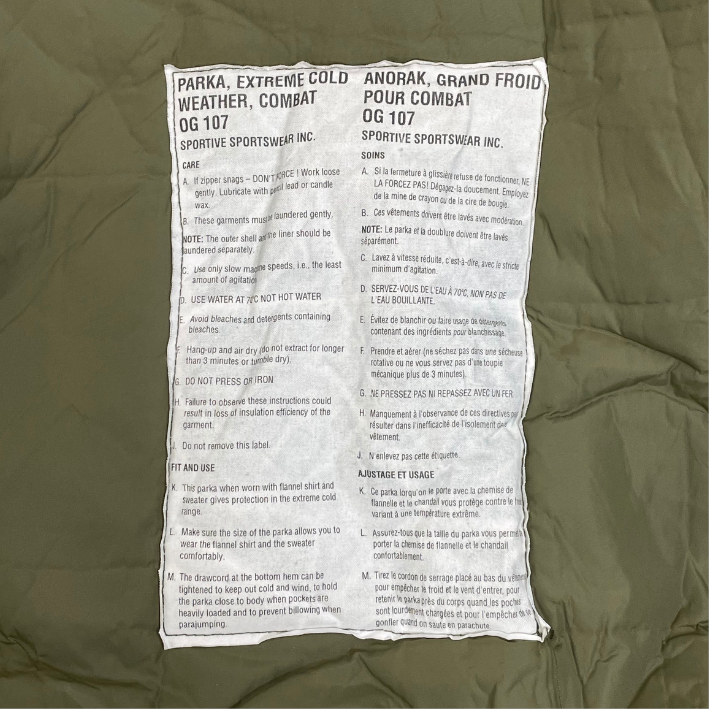 PARKA, EXTREME COLD
WEATHER, COMBAT
OG 107
SPORTIVE SPORTSWEAR INC.
CARE
A. If zipper snags – DON'T FORCE ! Work loose
gently. Lubricate with pencil lead or candle
wax.
B. These garments must be laundered gently.
NOTE: The outer shell and the liner should be
laundered separately.
C. Use only slow machine speeds, i.e., the least
amount of agitation
D. USE WATER AT 70°C NOT HOT WATER
E. Avoid bleaches and detergents containing
bleaches.
F. Hang-up and air dry (do not extract for longer
than 3 minutes or tumble dry).
G. DO NOT PRESS OR IRON
H. Failure to observe these instructions could
result in loss of insulation efficiency of the
garment.
J. Do not remove this label.
FIT AND USE
K. This parka when worn with flannel shirt and
sweater gives protection in the extreme cold
range.
L. Make sure the size of the parka allows you to
wear the flannel shirt and the sweater
comfortably.
M. The drawcord at the bottom hem can be
tightened to keep out cold and wind, to hold
the parka close to body when pockets are
heavily loaded and to prevent billowing when
parajumping.
ANORAK, GRAND FROID
POUR COMBAT
OG 107
SPORTIVE SPORTSWEAR INC.
SOINS
A. Si la fermeture à glissière refuse de fonctionner, NE
LA FORCEZ PAS! Dégagez-la doucement. Employez
de la mine de crayon ou de la cire de bougie.
B. Ces vêtements doivent être lavés avec modération.
NOTE: Le parka et la doublure doivent être lavés
séparément.
C. Lavez à vitesse réduite, c'est-à-dire, avec le stricte
minimum d'agitation.
D. SERVEZ-VOUS DE L'EAU À 70°C, NON PAS DE
L'EAU BOUILLANTE.
E. Évitez de blanchir ou faire usage de détergents
contenant des ingrédients pour blanchissage.
F. Prendre et aérer (ne séchez pas dans une sécheuse
rotative ou ne vous servez pas d'une toupie
mécanique plus de 3 minutes).
G. NE PRESSEZ PAS NI REPASSEZ AVEC UN FER.
H. Manquement à l'observance de ces directives
résulter dans l'inefficacité de l'isolement
vêtement.
J. N'enlevez pas cette étiquette.
AJUSTAGE ET USAGE
K. Ce parka lorqu'on le porte avec la chemise de
flannelle et le chandail vous protège contre le
variant à une température extrême.
L. Assurez-vous que la taille du parka vous permet
porter la chemise de flannelle et le chandail
confortablement.
M. Tirez le cordon de serrage placé au bas du
pour empêcher le froid et le vent d'entrer, pour
retenir le parka près du corps quand les poches
sont lourdement chargées et pour l'empêcher
gonfler quand on saute en parachute.